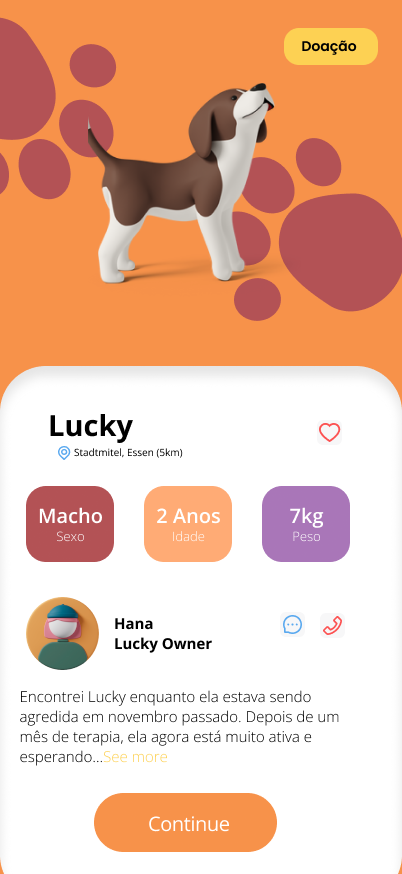 Doação
Lucky
Stadtmitel, Essen (5km)
Macho
Sexo
2 Anos
Idade
7kg
Peso
Hana
Lucky Owner
Encontrei Lucky enquanto ela estava sendo
agredida em novembro passado. Depois de um
mês de terapia, ela agora está muito ativa e
esperando...See more
Continue